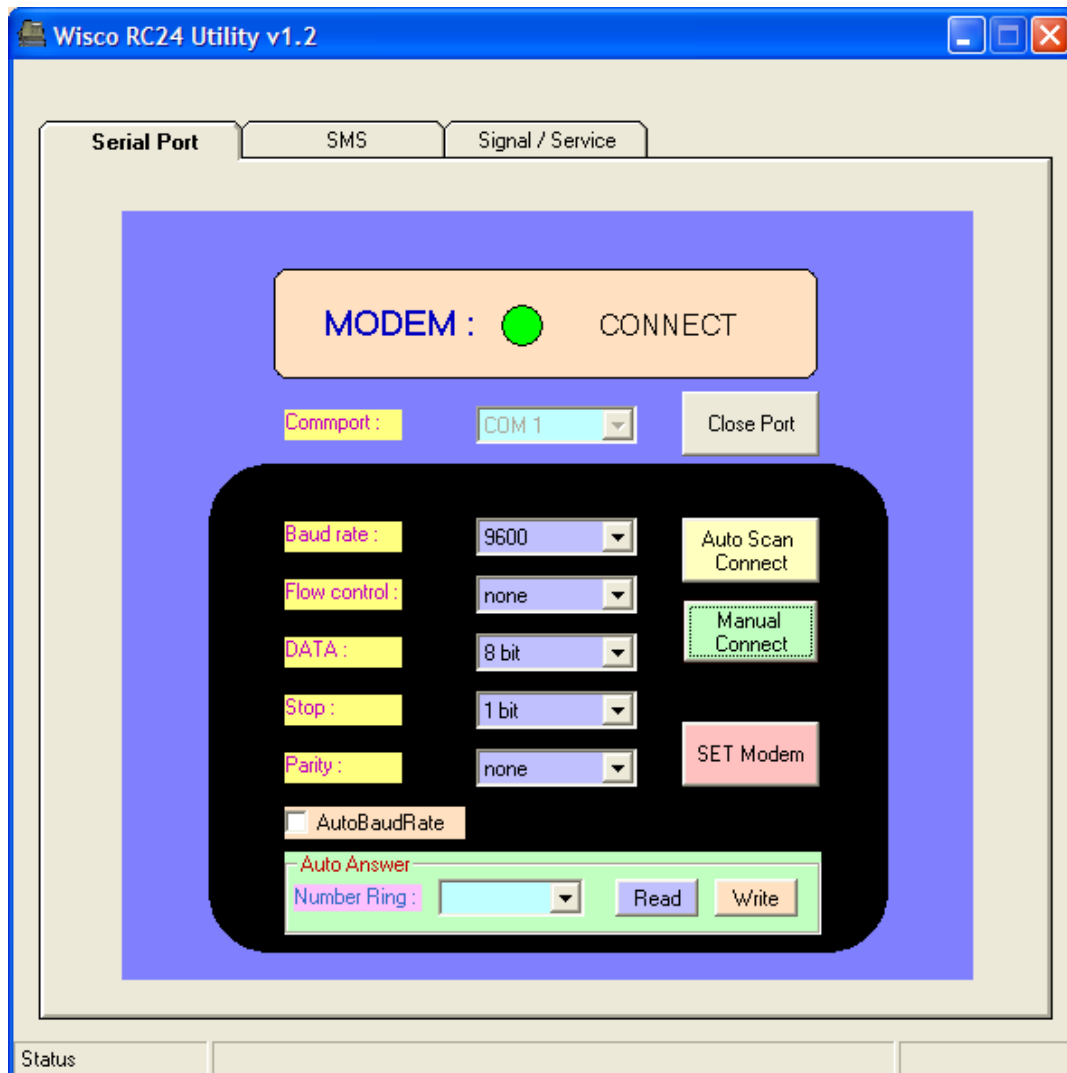 Wisco RC24 Utility v1.2
Serial Port
SMS
Signal / Service
MODEM : CONNECT
Commport :
COM 1
Close Port
Baud rate :
9600
Auto Scan
Connect
Flow control :
none
Manual
Connect
DATA :
8 bit
Stop :
1 bit
SET Modem
Parity :
none
AutoBaudRate
Auto Answer
Number Ring :
Read
Write
Status